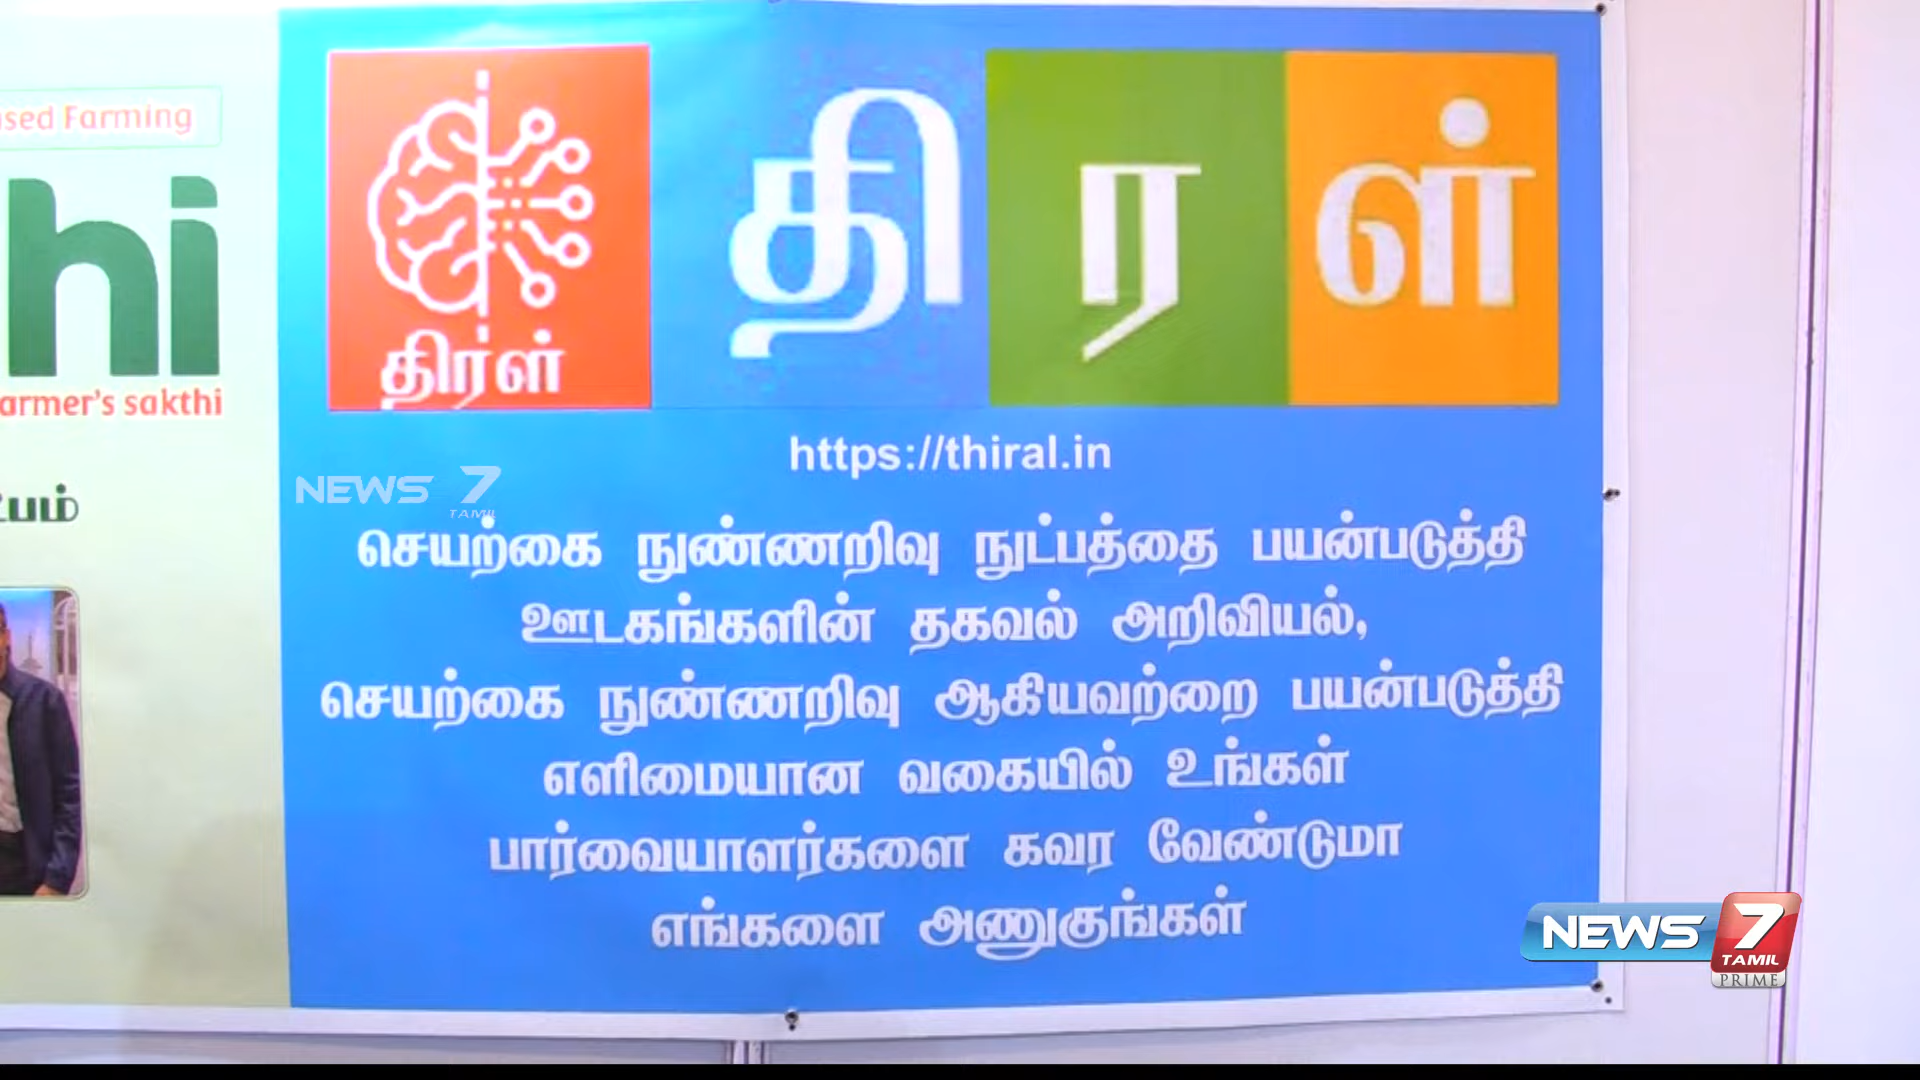 ased Farming
hi
armer's sakthi
திரள்
தி ர ள்
https://thiral.in
NEWS 7
TAMIL
செயற்கை நுண்ணறிவு நுட்பத்தை பயன்படுத்தி
ஊடகங்களின் தகவல் அறிவியல்,
செயற்கை நுண்ணறிவு ஆகியவற்றை பயன்படுத்தி
எளிமையான வகையில் உங்கள்
பார்வையாளர்களை கவர வேண்டுமா
எங்களை அணுகுங்கள்
NEWS 7
TAMIL
PRIME